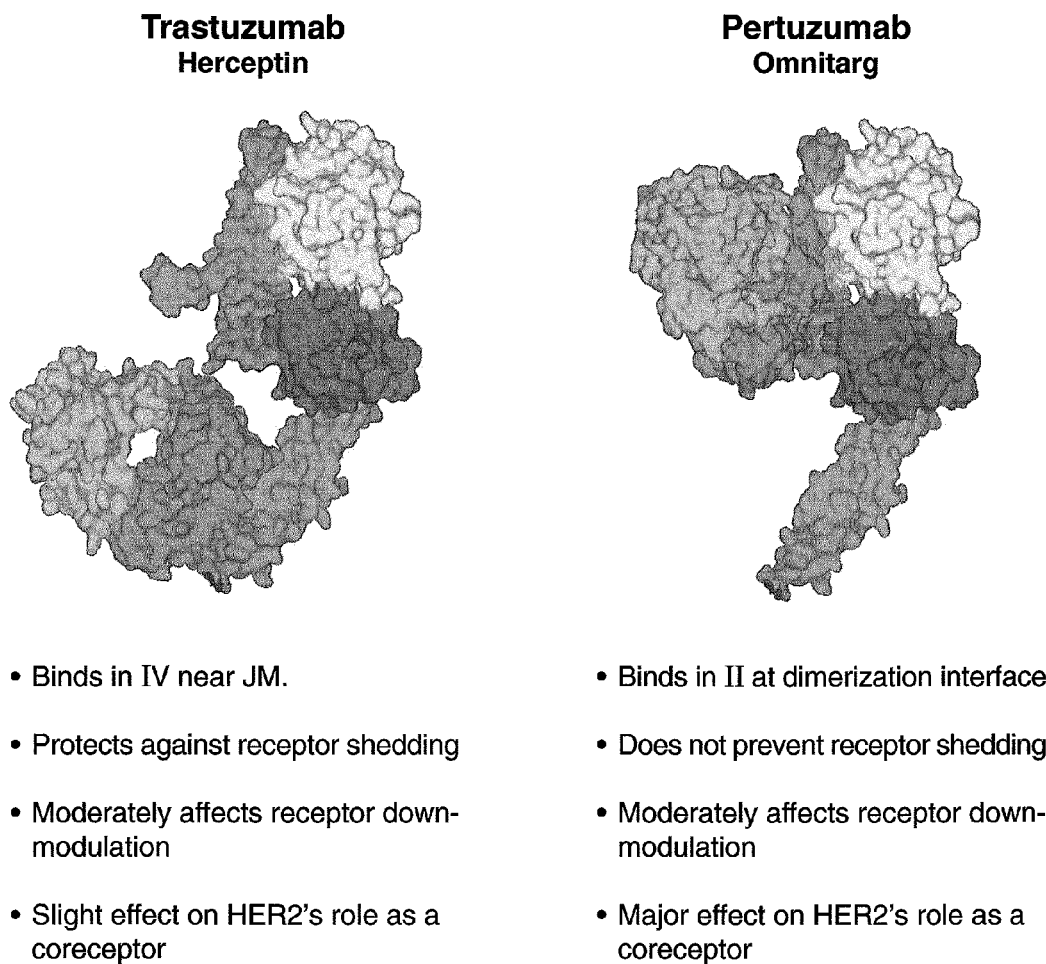 Trastuzumab
Herceptin
Pertuzumab
Omnitarg
• Binds in IV near JM.
• Protects against receptor shedding
• Moderately affects receptor down-
modulation
• Slight effect on HER2's role as a
coreceptor
• Binds in II at dimerization interface
• Does not prevent receptor shedding
• Moderately affects receptor down-
modulation
• Major effect on HER2's role as a
coreceptor